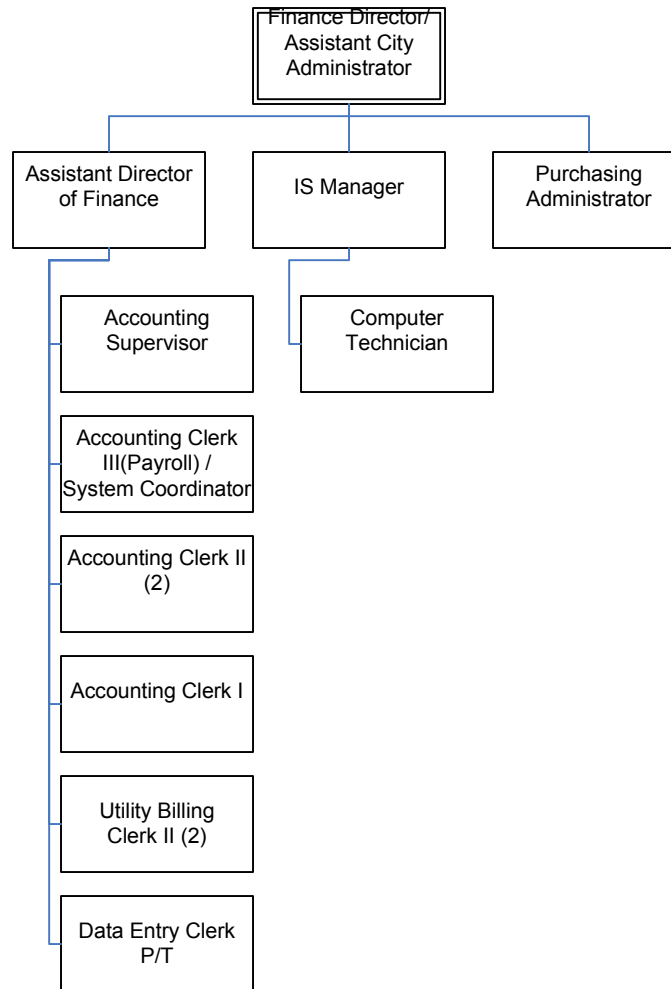 Finance Director/
Assistant City
Administrator
Assistant Director
of Finance
IS Manager
Purchasing
Administrator
Accounting
Supervisor
Computer
Technician
Accounting Clerk
III(Payroll) /
System Coordinator
Accounting Clerk II
(2)
Accounting Clerk I
Utility Billing
Clerk II (2)
Data Entry Clerk
P/T